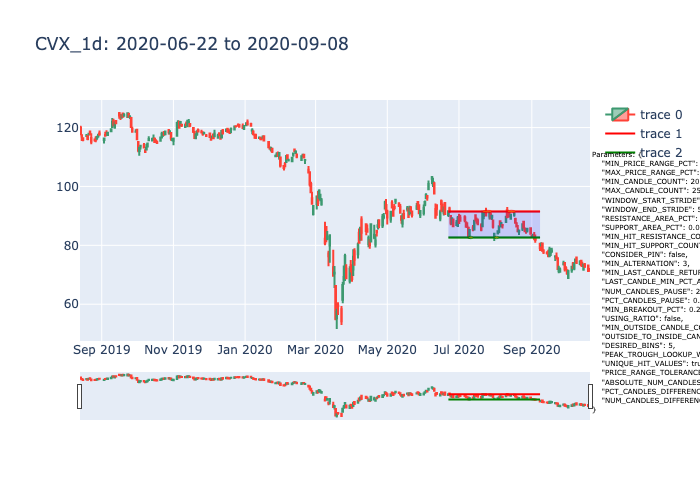 CVX_1d: 2020-06-22 to 2020-09-08
trace 0
trace 1
trace 2
Parameters: {
"MIN_PRICE_RANGE_PCT":
"MAX_PRICE_RANGE_PCT":
"MIN_CANDLE_COUNT": 20
"MAX_CANDLE_COUNT": 25
"WINDOW_START_STRIDE"
"WINDOW_END_STRIDE": 5
"RESISTANCE_AREA_PCT":
"SUPPORT_AREA_PCT": 0.0
"MIN_HIT_RESISTANCE_CO
"MIN_HIT_SUPPORT_COUNT
"CONSIDER_PIN": false,
"MIN_ALTERNATION": 3,
"MIN_LAST_CANDLE_RETUR
"LAST_CANDLE_MIN_PCT_A
"NUM_CANDLES_PAUSE": 2
"PCT_CANDLES_PAUSE": 0.
"MIN_BREAKOUT_PCT": 0.2
"USING_RATIO": false,
"MIN_OUTSIDE_CANDLE_CO
"OUTSIDE_TO_INSIDE_CAN
"DESIRED_BINS": 5,
"PEAK_TROUGH_LOOKUP_W
"UNIQUE_HIT_VALUES": tru
"PRICE_RANGE_TOLERANC
"ABSOLUTE_NUM_CANDLES
"PCT_CANDLES_DIFFERENC
"NUM_CANDLES_DIFFEREN
}
120
100
80
60
Sep 2019
Nov 2019
Jan 2020
Mar 2020
May 2020
Jul 2020
Sep 2020